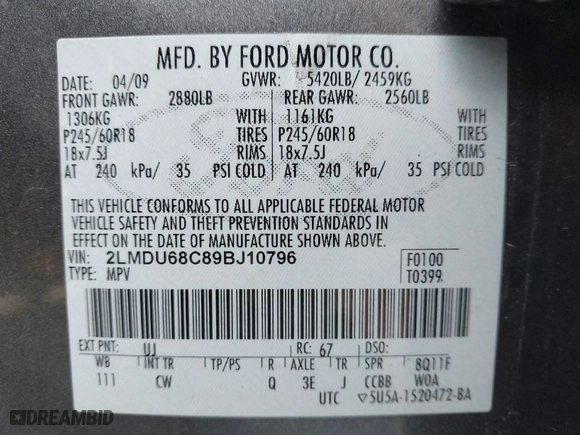 MFD. BY FORD MOTOR CO.
DATE: 04/09 GVWR: 5420LB/ 2459KG
FRONT GAWR: 2880LB REAR GAWR: 2560LB
1306KG WITH 1161KG WITH
P245/60R18 TIRES P245/60R18 TIRES
18x7.5J RIMS 18x7.5J RIMS
AT 240 kPa/ 35 PSI COLD AT 240 kPa/ 35 PSI COLD
THIS VEHICLE CONFORMS TO ALL APPLICABLE FEDERAL MOTOR
VEHICLE SAFETY AND THEFT PREVENTION STANDARDS IN
EFFECT ON THE DATE OF MANUFACTURE SHOWN ABOVE.
VIN: 2LMDU68C89BJ10796 F0100
TYPE: MPV T0399
EXT PNT: UJ RC: 67 DSO:
WB INT TR TP/PS R AXLE TR SPR 8Q11F
111 CW Q 3E J CCBB W0A
UTC ▽5U5A-1520472-BA
DREAMBID